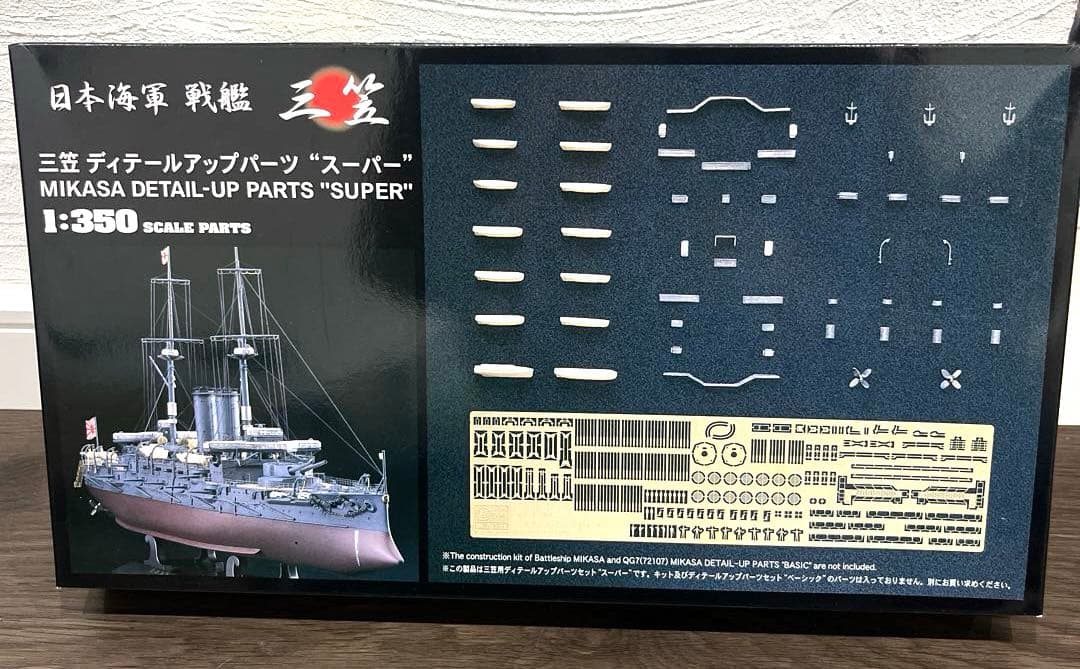 日本海軍 戦艦 三笠
三笠 ディテールアップパーツ “スーパー”
MIKASA DETAIL-UP PARTS "SUPER"
1:350 SCALE PARTS
※The construction kit of Battleship MIKASA and QG7(72107) MIKASA DETAIL-UP PARTS "BASIC" are not included.
※この製品は三笠用ディテールアップパーツセット“スーパー”です。キット及びディテールアップパーツセット“ベーシック”のパーツは入っておりません。別にお買い求めください。